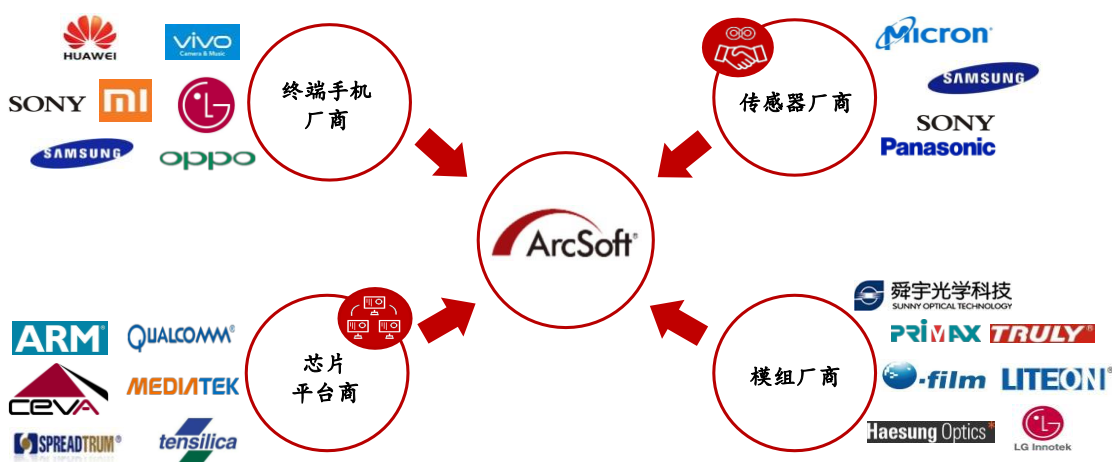 HUAWEI
vivo
Camera & Music
SONY
mi
LG
SAMSUNG
oppo
终端手机
厂商
传感器厂商
Micron
SAMSUNG
SONY
Panasonic
ArcSoft®
ARM®
QUALCOMM®
CEVA
MEDIATEK
SPREADTRUM®
tensilica
芯片
平台商
模组厂商
舜宇光学科技
SUNNY OPTICAL TECHNOLOGY
PRIMAX
TRULY®
O-film
LITEON®
Haesung Optics*
LG Innotek